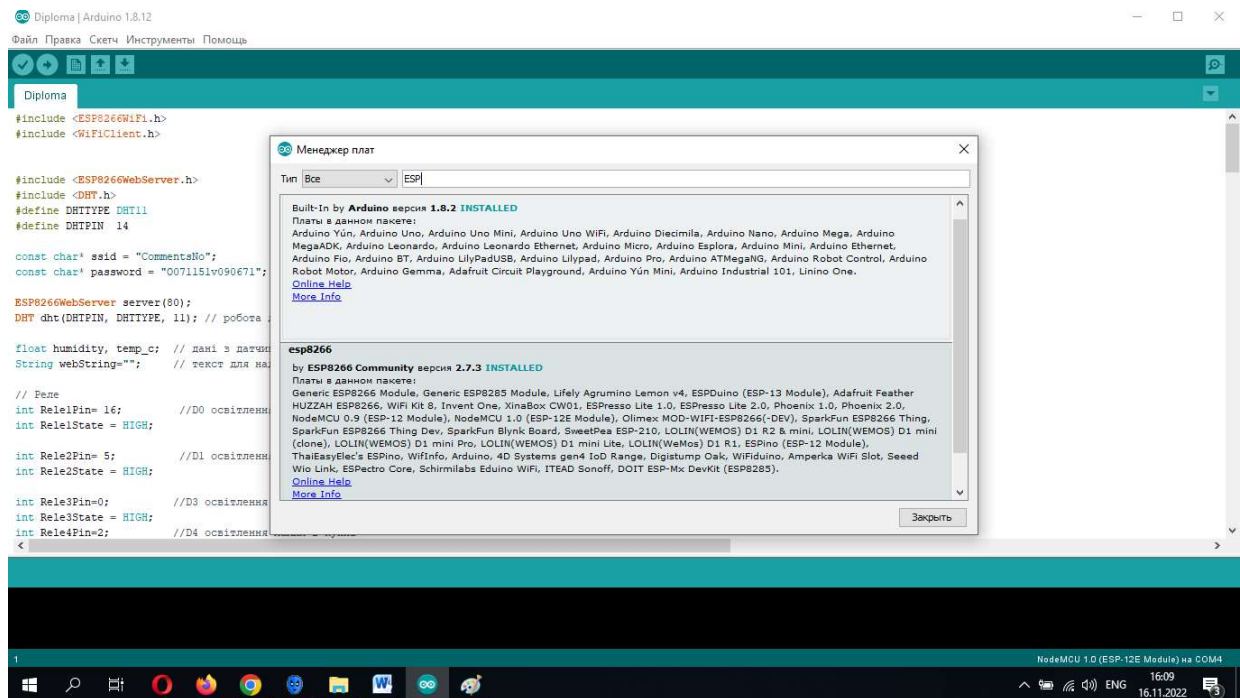 Diploma | Arduino 1.8.12
Файл Правка Скетч Инструменты Помощь
Diploma
#include <ESP8266WiFi.h>
#include <WiFiClient.h>
#include <ESP8266WebServer.h>
#include <DHT.h>
#define DHTTYPE DHT11
#define DHTPIN 14
const char* ssid = "CommentsNo";
const char* password = "0071151v090671";
ESP8266WebServer server(80);
DHT dht(DHTPIN, DHTTYPE, 11); // робота
float humidity, temp_c; // дані з датчи
String webString=""; // текст для на
// Реле
int Rele1Pin= 16; //D0 освітленн
int Rele1State = HIGH;
int Rele2Pin= 5; //D1 освітленн
int Rele2State = HIGH;
int Rele3Pin=0; //D3 освітлення
int Rele3State = HIGH;
int Rele4Pin=2; //D4 освітлення
Менеджер плат
Тип Все ESP
Built-In by Arduino версия 1.8.2 INSTALLED
Платы в данном пакете:
Arduino Yún, Arduino Uno, Arduino Uno Mini, Arduino Uno WiFi, Arduino Diecimila, Arduino Nano, Arduino Mega, Arduino
MegaADK, Arduino Leonardo, Arduino Leonardo Ethernet, Arduino Micro, Arduino Esplora, Arduino Mini, Arduino Ethernet,
Arduino Fio, Arduino BT, Arduino LilyPadUSB, Arduino Lilypad, Arduino Pro, Arduino ATMegaNG, Arduino Robot Control, Arduino
Robot Motor, Arduino Gemma, Adafruit Circuit Playground, Arduino Yún Mini, Arduino Industrial 101, Linino One.
Online Help
More Info
esp8266
by ESP8266 Community версия 2.7.3 INSTALLED
Платы в данном пакете:
Generic ESP8266 Module, Generic ESP8285 Module, Lifely Agrumino Lemon v4, ESPDuino (ESP-13 Module), Adafruit Feather
HUZZAH ESP8266, WiFi Kit 8, Invent One, XinaBox CW01, ESPresso Lite 1.0, ESPresso Lite 2.0, Phoenix 1.0, Phoenix 2.0,
NodeMCU 0.9 (ESP-12 Module), NodeMCU 1.0 (ESP-12E Module), Olimex MOD-WIFI-ESP8266(-DEV), SparkFun ESP8266 Thing,
SparkFun ESP8266 Thing Dev, SparkFun Blynk Board, SweetPea ESP-210, LOLIN(WEMOS) D1 R2 & mini, LOLIN(WEMOS) D1 mini
(clone), LOLIN(WEMOS) D1 mini Pro, LOLIN(WEMOS) D1 mini Lite, LOLIN(WeMos) D1 R1, ESPino (ESP-12 Module),
ThaiEasyElec's ESPino, WifInfo, Arduino, 4D Systems gen4 IoD Range, Digistump Oak, WiFiduino, Amperka WiFi Slot, Seeed
Wio Link, ESPectro Core, Schirmilabs Eduino WiFi, ITEAD Sonoff, DOIT ESP-Mx DevKit (ESP8285).
Online Help
More Info
Закрыть
1
NodeMCU 1.0 (ESP-12E Module) на COM4
ENG
16:09
16.11.2022
3